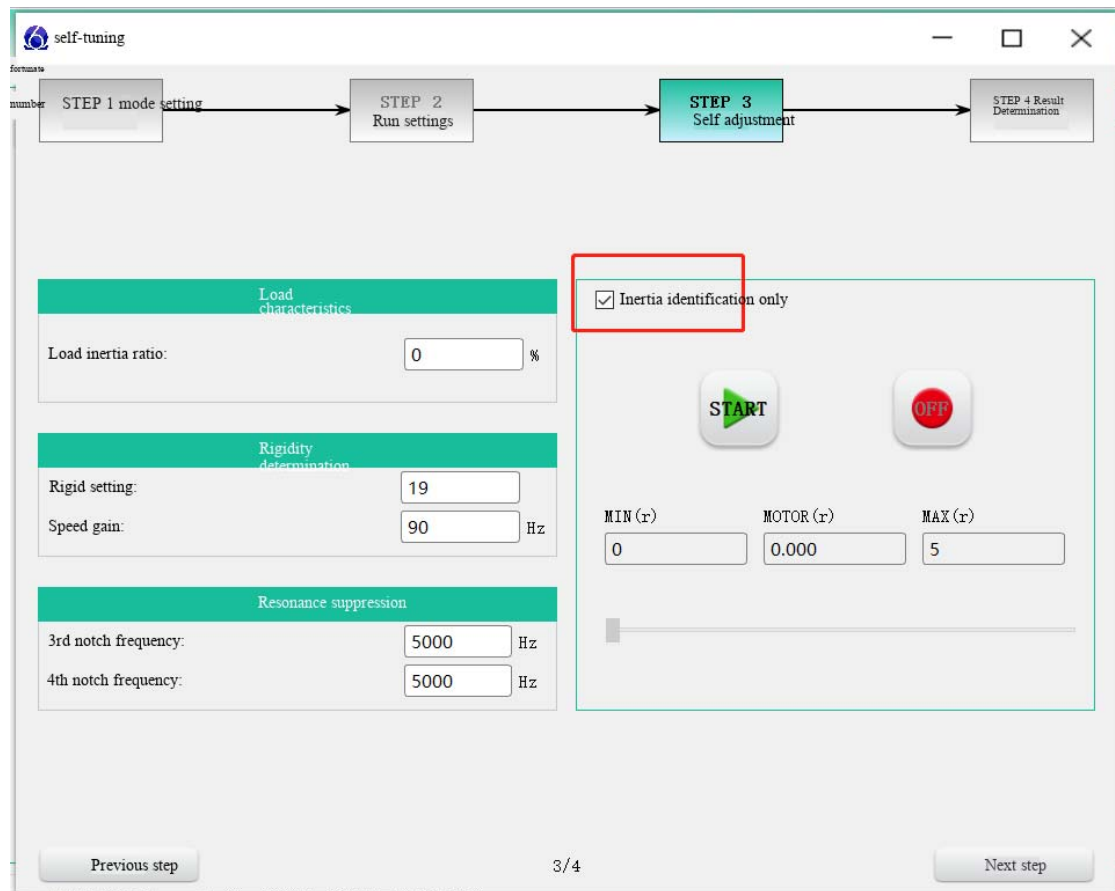 self-tuning
fortunate
number
STEP 1 mode setting
STEP 2
Run settings
STEP 3
Self adjustment
STEP 4 Result
Determination
Load
characteristics
Load inertia ratio:
0
%
Rigidity
determination
Rigid setting:
19
Speed gain:
90
Hz
Resonance suppression
3rd notch frequency:
5000
Hz
4th notch frequency:
5000
Hz
Inertia identification only
START
OFF
MIN(r)
MOTOR(r)
MAX(r)
0
0.000
5
Previous step
3/4
Next step